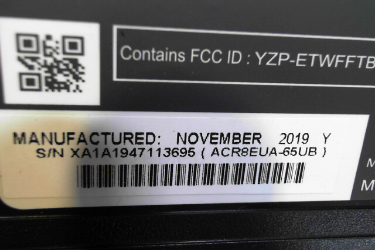 Contains FCC ID : YZP-ETWFFTB
MANUFACTURED: NOVEMBER 2019 Y
S/N XA1A1947113695 ( ACR8EUA-65UB )